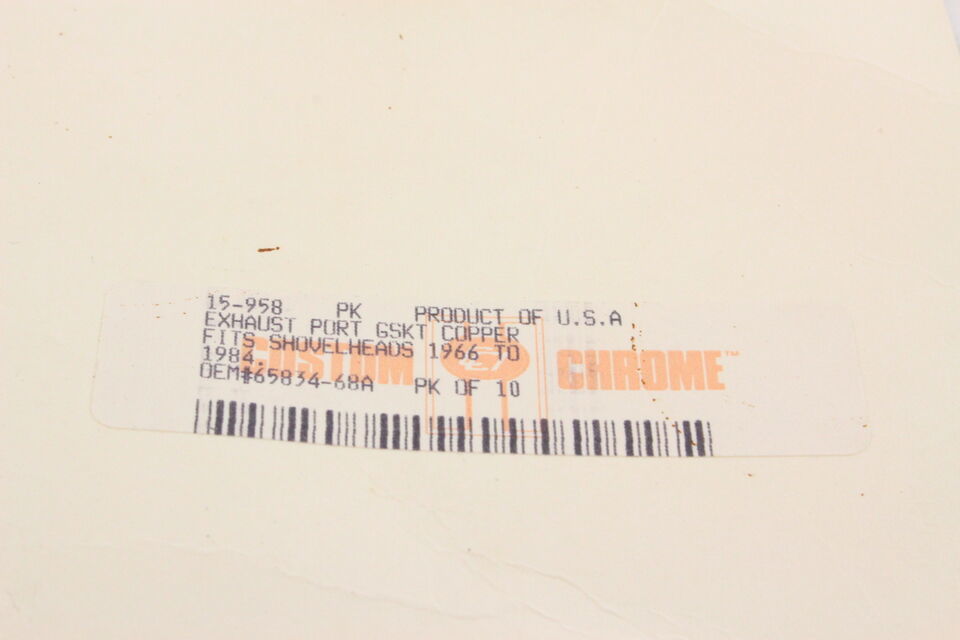 15-958 PK PRODUCT OF U.S.A
EXHAUST PORT GSKT COPPER
FITS SHOVELHEADS 1966 TO
1984.
CUSTOM CHROME™
OEM#65834-68A PK OF 10